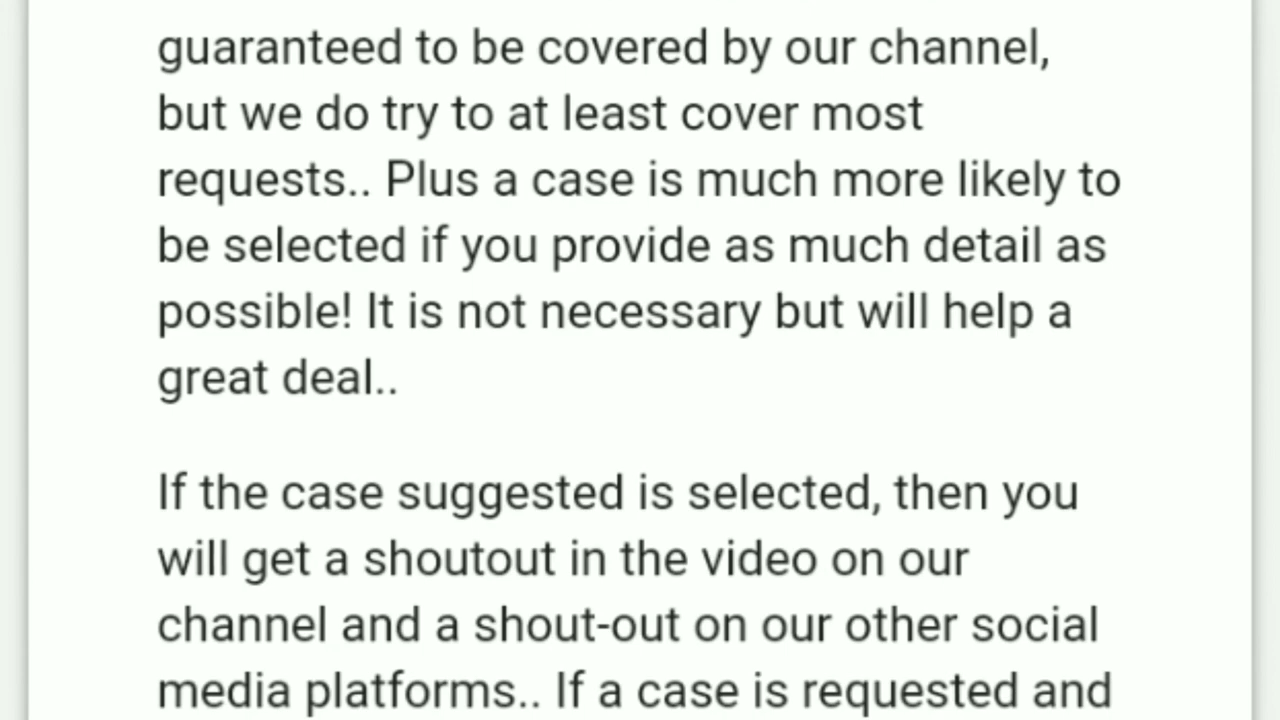 guaranteed to be covered by our channel,
but we do try to at least cover most
requests.. Plus a case is much more likely to
be selected if you provide as much detail as
possible! It is not necessary but will help a
great deal..
If the case suggested is selected, then you
will get a shoutout in the video on our
channel and a shout-out on our other social
media platforms.. If a case is requested and